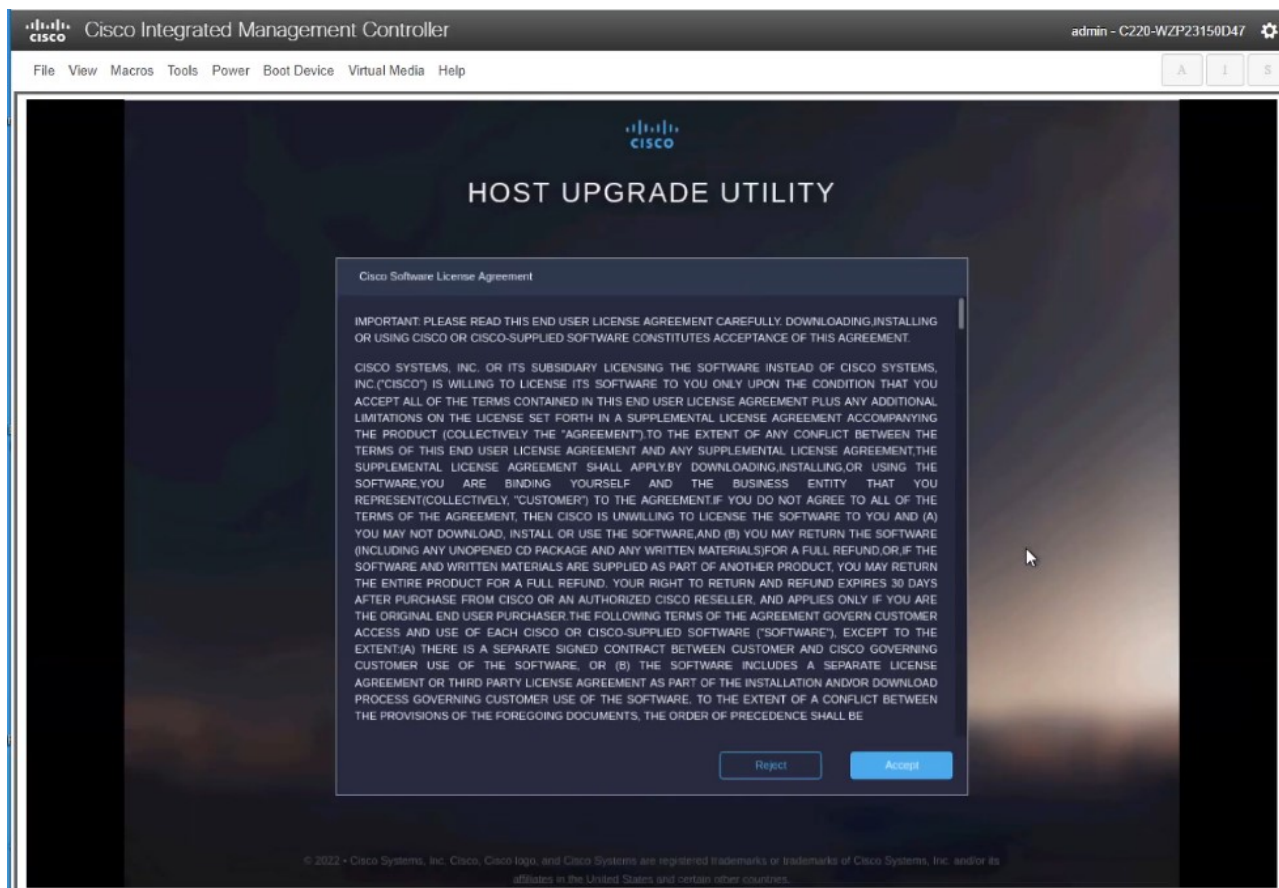 cisco
Cisco Integrated Management Controller
admin - C220-WZP23150D47
File View Macros Tools Power Boot Device Virtual Media Help
A I S
cisco
HOST UPGRADE UTILITY
Cisco Software License Agreement
IMPORTANT: PLEASE READ THIS END USER LICENSE AGREEMENT CAREFULLY. DOWNLOADING,INSTALLING
OR USING CISCO OR CISCO-SUPPLIED SOFTWARE CONSTITUTES ACCEPTANCE OF THIS AGREEMENT.
CISCO SYSTEMS, INC. OR ITS SUBSIDIARY LICENSING THE SOFTWARE INSTEAD OF CISCO SYSTEMS,
INC.("CISCO") IS WILLING TO LICENSE ITS SOFTWARE TO YOU ONLY UPON THE CONDITION THAT YOU
ACCEPT ALL OF THE TERMS CONTAINED IN THIS END USER LICENSE AGREEMENT PLUS ANY ADDITIONAL
LIMITATIONS ON THE LICENSE SET FORTH IN A SUPPLEMENTAL LICENSE AGREEMENT ACCOMPANYING
THE PRODUCT (COLLECTIVELY THE "AGREEMENT").TO THE EXTENT OF ANY CONFLICT BETWEEN THE
TERMS OF THIS END USER LICENSE AGREEMENT AND ANY SUPPLEMENTAL LICENSE AGREEMENT,THE
SUPPLEMENTAL LICENSE AGREEMENT SHALL APPLY.BY DOWNLOADING,INSTALLING,OR USING THE
SOFTWARE,YOU ARE BINDING YOURSELF AND THE BUSINESS ENTITY THAT YOU
REPRESENT(COLLECTIVELY, "CUSTOMER") TO THE AGREEMENT.IF YOU DO NOT AGREE TO ALL OF THE
TERMS OF THE AGREEMENT, THEN CISCO IS UNWILLING TO LICENSE THE SOFTWARE TO YOU AND (A)
YOU MAY NOT DOWNLOAD, INSTALL OR USE THE SOFTWARE,AND (B) YOU MAY RETURN THE SOFTWARE
(INCLUDING ANY UNOPENED CD PACKAGE AND ANY WRITTEN MATERIALS)FOR A FULL REFUND,OR,IF THE
SOFTWARE AND WRITTEN MATERIALS ARE SUPPLIED AS PART OF ANOTHER PRODUCT, YOU MAY RETURN
THE ENTIRE PRODUCT FOR A FULL REFUND. YOUR RIGHT TO RETURN AND REFUND EXPIRES 30 DAYS
AFTER PURCHASE FROM CISCO OR AN AUTHORIZED CISCO RESELLER, AND APPLIES ONLY IF YOU ARE
THE ORIGINAL END USER PURCHASER.THE FOLLOWING TERMS OF THE AGREEMENT GOVERN CUSTOMER
ACCESS AND USE OF EACH CISCO OR CISCO-SUPPLIED SOFTWARE ("SOFTWARE"), EXCEPT TO THE
EXTENT:(A) THERE IS A SEPARATE SIGNED CONTRACT BETWEEN CUSTOMER AND CISCO GOVERNING
CUSTOMER USE OF THE SOFTWARE, OR (B) THE SOFTWARE INCLUDES A SEPARATE LICENSE
AGREEMENT OR THIRD PARTY LICENSE AGREEMENT AS PART OF THE INSTALLATION AND/OR DOWNLOAD
PROCESS GOVERNING CUSTOMER USE OF THE SOFTWARE. TO THE EXTENT OF A CONFLICT BETWEEN
THE PROVISIONS OF THE FOREGOING DOCUMENTS, THE ORDER OF PRECEDENCE SHALL BE
Reject Accept
© 2022 • Cisco Systems, Inc. Cisco, Cisco logo, and Cisco Systems are registered trademarks or trademarks of Cisco Systems, Inc. and/or its
affiliates in the United States and certain other countries.